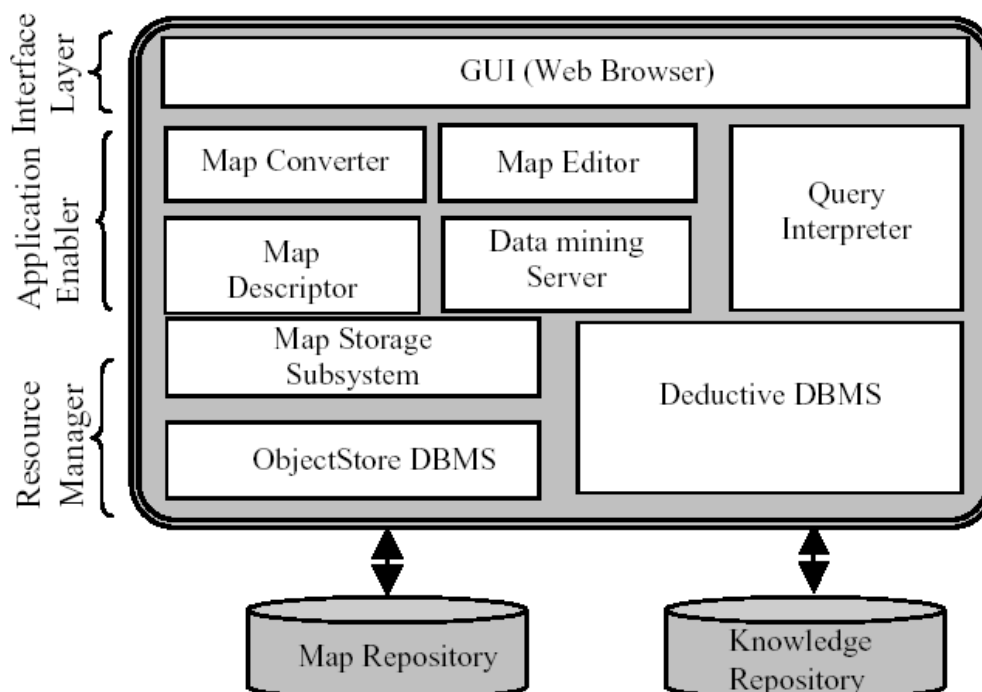 Interface
Layer
GUI (Web Browser)
Application
Enabler
Map Converter
Map Editor
Query
Interpreter
Map
Descriptor
Data mining
Server
Resource
Manager
Map Storage
Subsystem
Deductive DBMS
ObjectStore DBMS
Map Repository
Knowledge
Repository